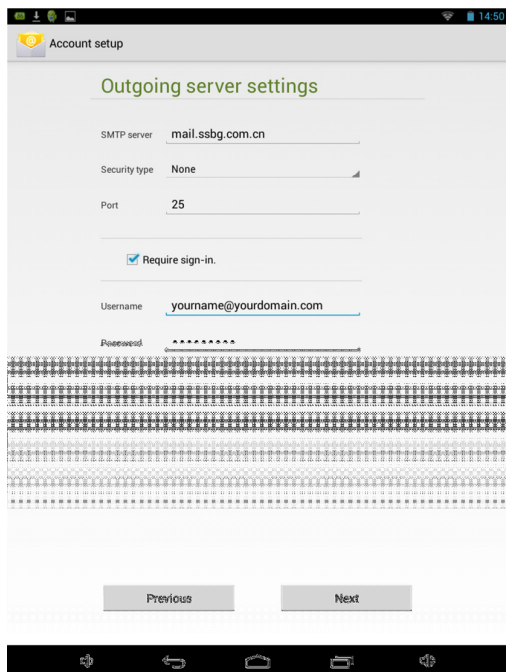 14:50
Account setup
Outgoing server settings
SMTP server mail.ssbg.com.cn
Security type None
Port 25
Require sign-in.
Username yourname@yourdomain.com
Password
Previous Next